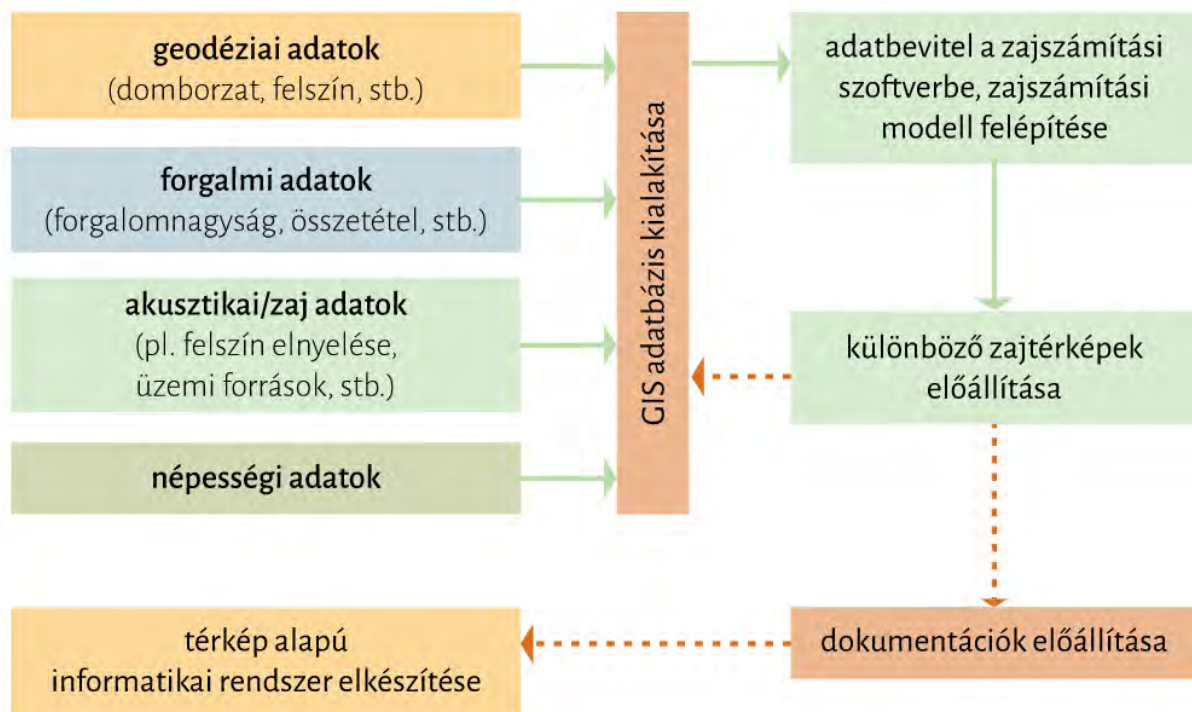 geodéziai adatok
(domborzat, felszín, stb.)
forgalmi adatok
(forgalomnagyság, összetétel, stb.)
akusztikai/zaj adatok
(pl. felszín elnyelése,
üzemi források, stb.)
népességi adatok
GIS adatbázis kialakítása
adatbevitel a zajszámítási
szoftverbe, zajszámítási
modell felépítése
különböző zajtérképek
előállítása
dokumentációk előállítása
térkép alapú
informatikai rendszer elkészítése